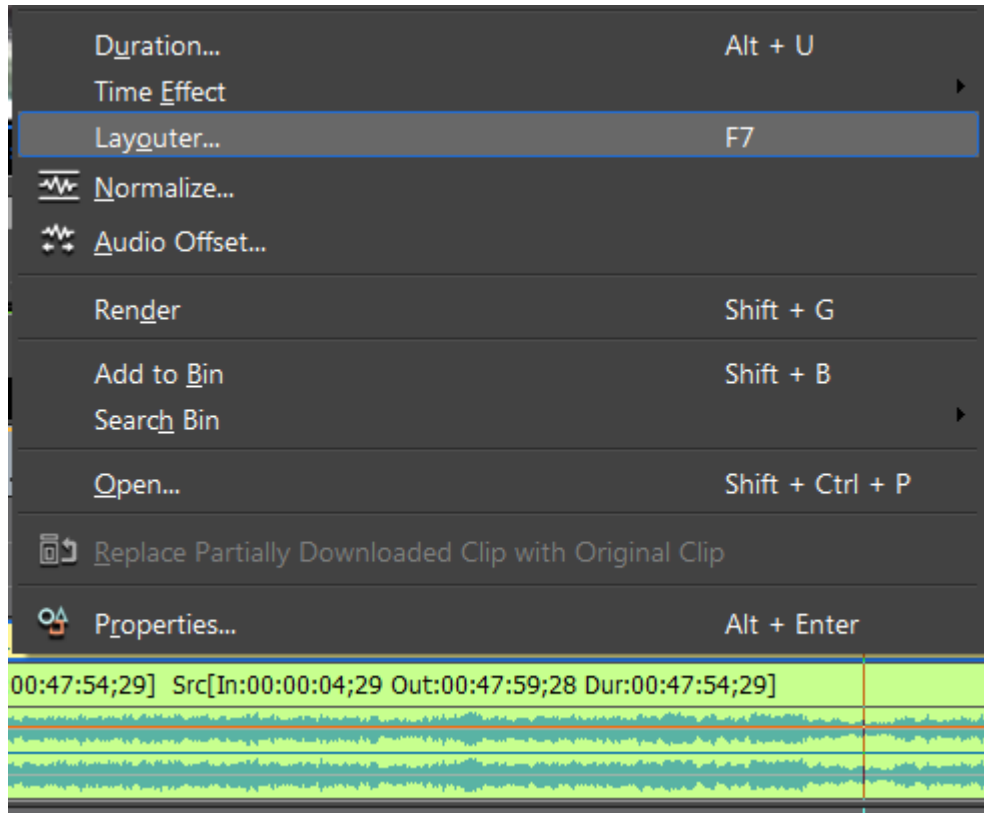 Duration... Alt + U
Time Effect
Layouter... F7
Normalize...
Audio Offset...
Render Shift + G
Add to Bin Shift + B
Search Bin
Open... Shift + Ctrl + P
Replace Partially Downloaded Clip with Original Clip
Properties... Alt + Enter
00:47:54;29] Src[In:00:00:04;29 Out:00:47:59;28 Dur:00:47:54;29]